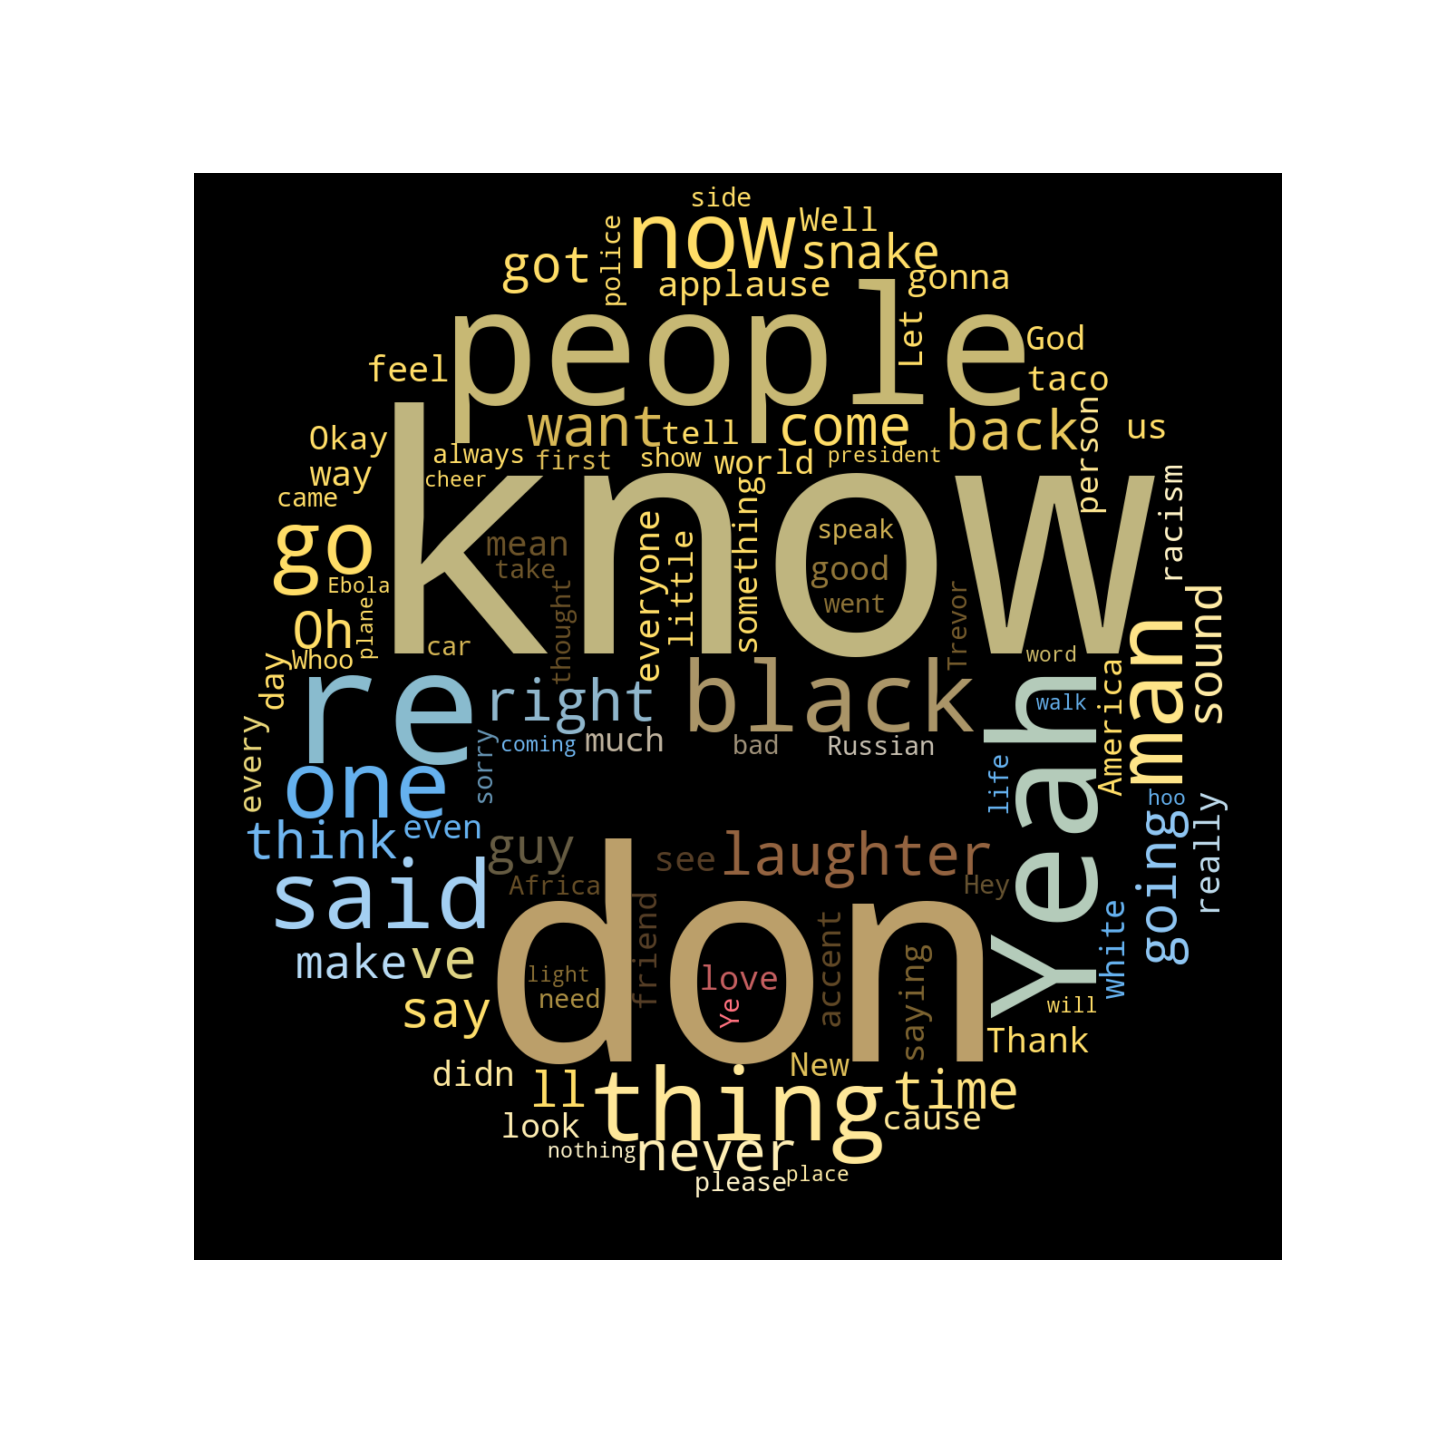 side
now
Well
police
got
snake
applause
gonna
people
Let
God
feel
taco
want
tell
come
back
person
us
Okay
always
first
show
world
president
way
cheer
came
know
racism
go
mean
take
everyone
little
something
speak
good
went
Ebola
plane
thought
Trevor
Oh
car
Whoo
day
word
man
sound
re
right
black
Yeah
walk
America
every
sorry
coming
much
bad
Russian
life
one
hoo
think
even
guy
see
laughter
going
really
said
Africa
Hey
make
ve
don
friend
accent
saying
white
light
love
need
Ye
will
say
Thank
didn
ll
thing
New
time
look
cause
nothing
never
please
place